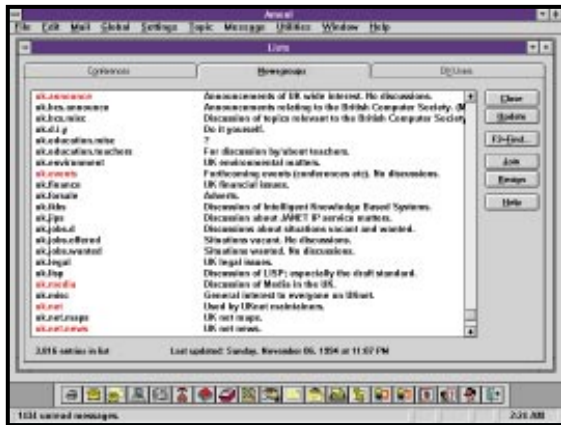 Ameol
File Edit Mail Global Settings Topic Message Utilities Window Help
Lists
Conferences Newsgroups CIX Users
uk.announce Announcements of UK wide interest. No discussions.
uk.bcs.announce Announcements relating to the British Computer Society. (M
uk.bcs.misc Discussion of topics relevant to the British Computer Society
uk.d-i-y Do it yourself.
uk.education.misc ?
uk.education.teachers For discussion by/about teachers.
uk.environment UK environmental matters.
uk.events Forthcoming events (conferences etc). No discussions.
uk.finance UK financial issues.
uk.forsale Adverts.
uk.ikbs Discussion of Intelligent Knowledge Based Systems.
uk.jips Discussion about JANET IP service matters.
uk.jobs.d Discussions about situations vacant and wanted.
uk.jobs.offered Situations vacant. No discussions.
uk.jobs.wanted Situations wanted. No discussions.
uk.legal UK legal issues.
uk.lisp Discussion of LISP; especially the draft standard.
uk.media Discussion of Media in the UK.
uk.misc General interest to everyone on UKnet.
uk.net Used by UKnet maintainers.
uk.net.maps UK net maps.
uk.net.news UK net news.
Close
Update
F3=Find...
Join
Resign
Help
3,816 entries in list Last updated: Sunday, November 06, 1994 at 11:07 PM
1434 unread messages. 2:21 AM